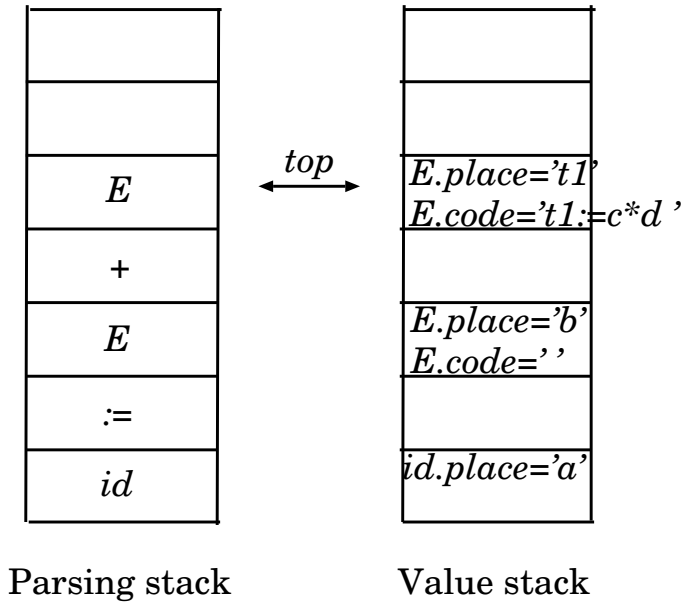 E
top
E.place='t1'
E.code='t1:=c*d '
+
E
E.place='b'
E.code=' '
:=
id
id.place='a'
Parsing stack
Value stack